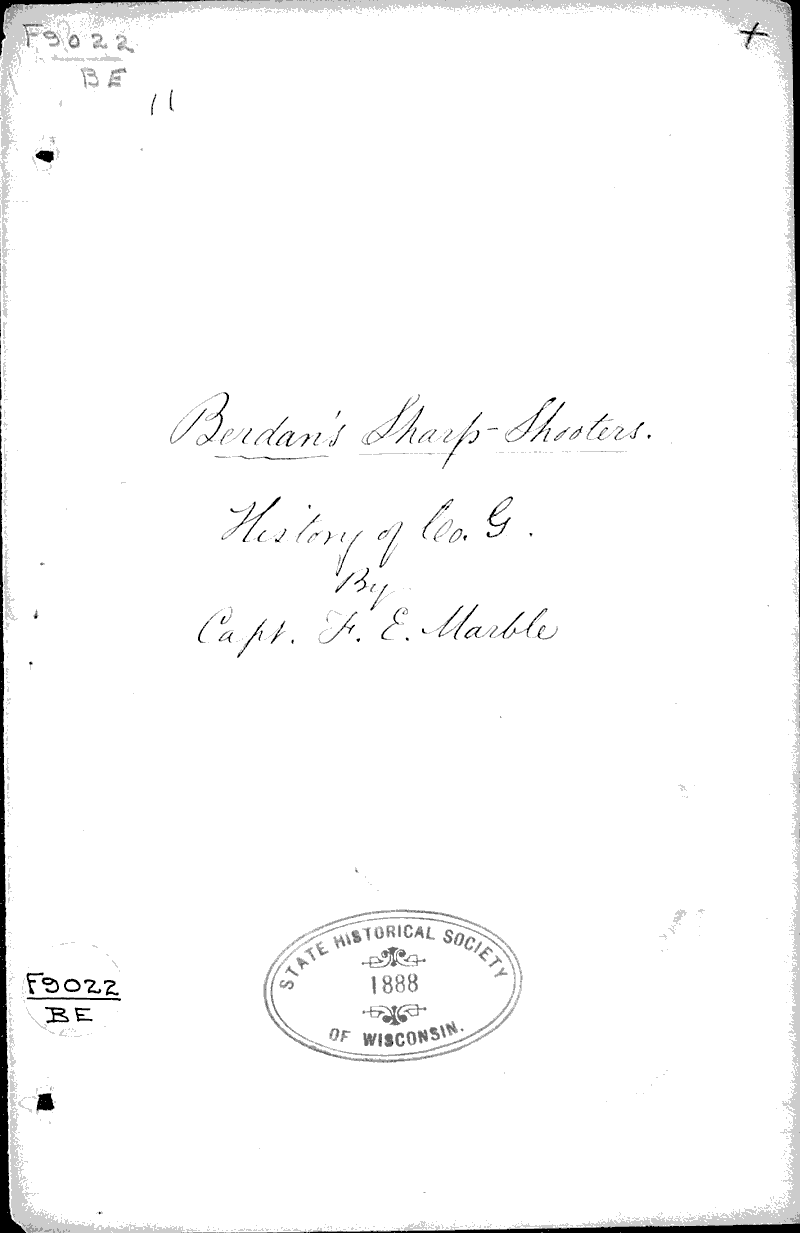 F9022
BE
11
+
Berdan's Sharp-Shooters.
History of Co. G.
By
Capt. F. E. Marble
STATE HISTORICAL SOCIETY
1888
OF WISCONSIN.
F9022
BE